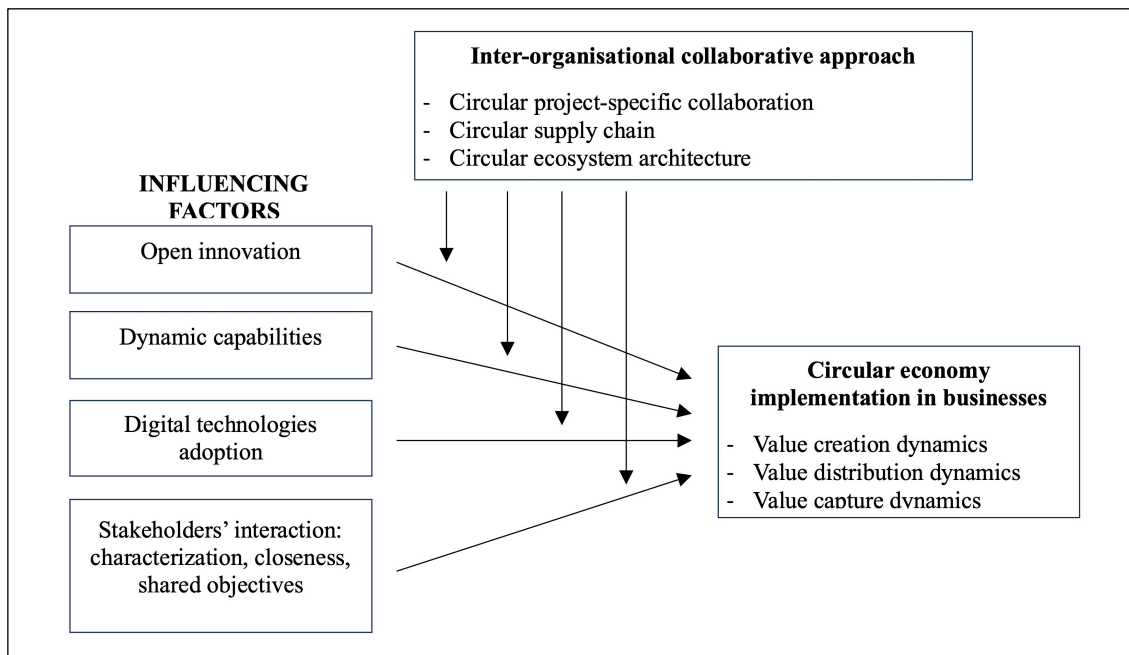 Inter-organisational collaborative approach
- Circular project-specific collaboration
- Circular supply chain
- Circular ecosystem architecture
INFLUENCING
FACTORS
Open innovation
Dynamic capabilities
Digital technologies
adoption
Stakeholders’ interaction:
characterization, closeness,
shared objectives
Circular economy
implementation in businesses
- Value creation dynamics
- Value distribution dynamics
- Value capture dynamics